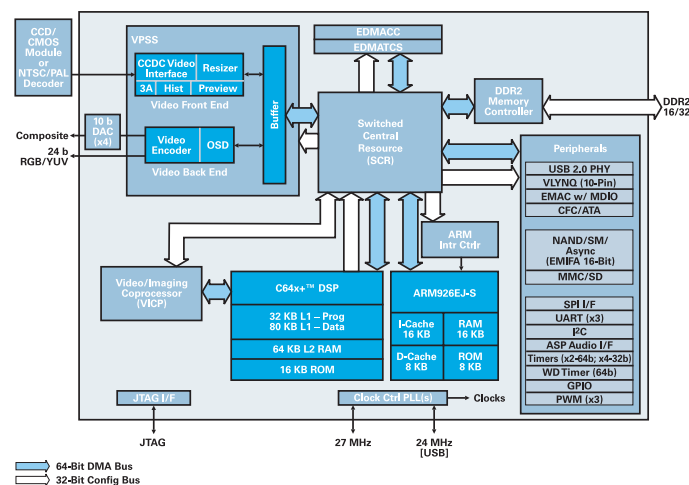 CCD/
CMOS
Module
or
NTSC/PAL
Decoder
VPSS
CCDC Video
Interface
Resizer
3A
Hist
Preview
Video Front End
Buffer
Composite
10 b
DAC
(x4)
24 b
RGB/YUV
Video
Encoder
OSD
Video Back End
EDMACC
EDMATCS
Switched
Central
Resource
(SCR)
DDR2
Memory
Controller
DDR2
16/32
Peripherals
USB 2.0 PHY
VLYNQ (10-Pin)
EMAC w/ MDIO
CFC/ATA
NAND/SM/
Async
(EMIFA 16-Bit)
MMC/SD
SPI I/F
UART (x3)
I²C
ASP Audio I/F
Timers (x2-64b; x4-32b)
WD Timer (64b)
GPIO
PWM (x3)
ARM
Intr Ctrlr
Video/Imaging
Coprocessor
(VICP)
C64x+™ DSP
32 KB L1 – Prog
80 KB L1 – Data
64 KB L2 RAM
16 KB ROM
ARM926EJ-S
I-Cache
16 KB
RAM
16 KB
D-Cache
8 KB
ROM
8 KB
JTAG I/F
JTAG
Clock Ctrl PLL(s)
Clocks
27 MHz
24 MHz
[USB]
64-Bit DMA Bus
32-Bit Config Bus